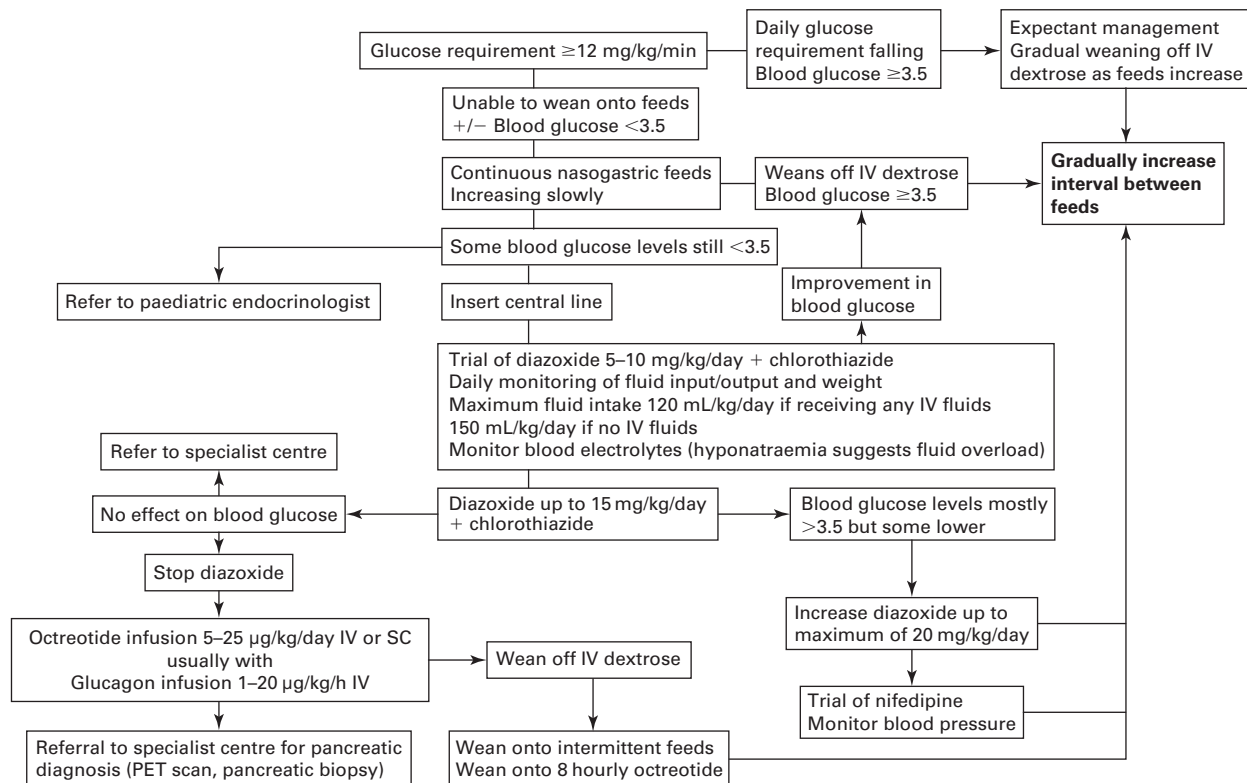 Glucose requirement ≥12 mg/kg/min
Daily glucose
requirement falling
Blood glucose ≥3.5
Expectant management
Gradual weaning off IV
dextrose as feeds increase
Unable to wean onto feeds
+/− Blood glucose <3.5
Continuous nasogastric feeds
Increasing slowly
Weans off IV dextrose
Blood glucose ≥3.5
Gradually increase
interval between
feeds
Some blood glucose levels still <3.5
Refer to paediatric endocrinologist
Insert central line
Improvement in
blood glucose
Trial of diazoxide 5–10 mg/kg/day + chlorothiazide
Daily monitoring of fluid input/output and weight
Maximum fluid intake 120 mL/kg/day if receiving any IV fluids
150 mL/kg/day if no IV fluids
Monitor blood electrolytes (hyponatraemia suggests fluid overload)
Refer to specialist centre
No effect on blood glucose
Diazoxide up to 15 mg/kg/day
+ chlorothiazide
Blood glucose levels mostly
>3.5 but some lower
Stop diazoxide
Increase diazoxide up to
maximum of 20 mg/kg/day
Octreotide infusion 5–25 µg/kg/day IV or SC
usually with
Glucagon infusion 1–20 µg/kg/h IV
Wean off IV dextrose
Trial of nifedipine
Monitor blood pressure
Referral to specialist centre for pancreatic
diagnosis (PET scan, pancreatic biopsy)
Wean onto intermittent feeds
Wean onto 8 hourly octreotide